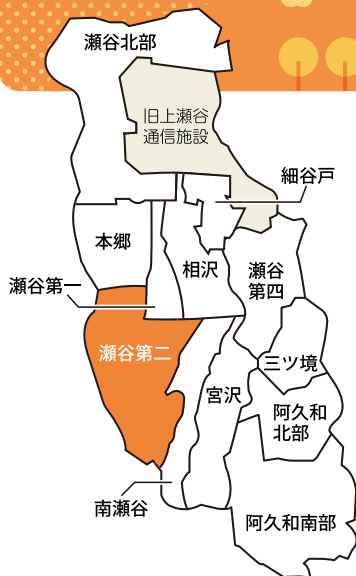 瀬谷北部
旧上瀬谷
通信施設
細谷戸
本郷
相沢
瀬谷
第四
瀬谷第一
瀬谷第二
三ツ境
宮沢
阿久和
北部
南瀬谷
阿久和南部